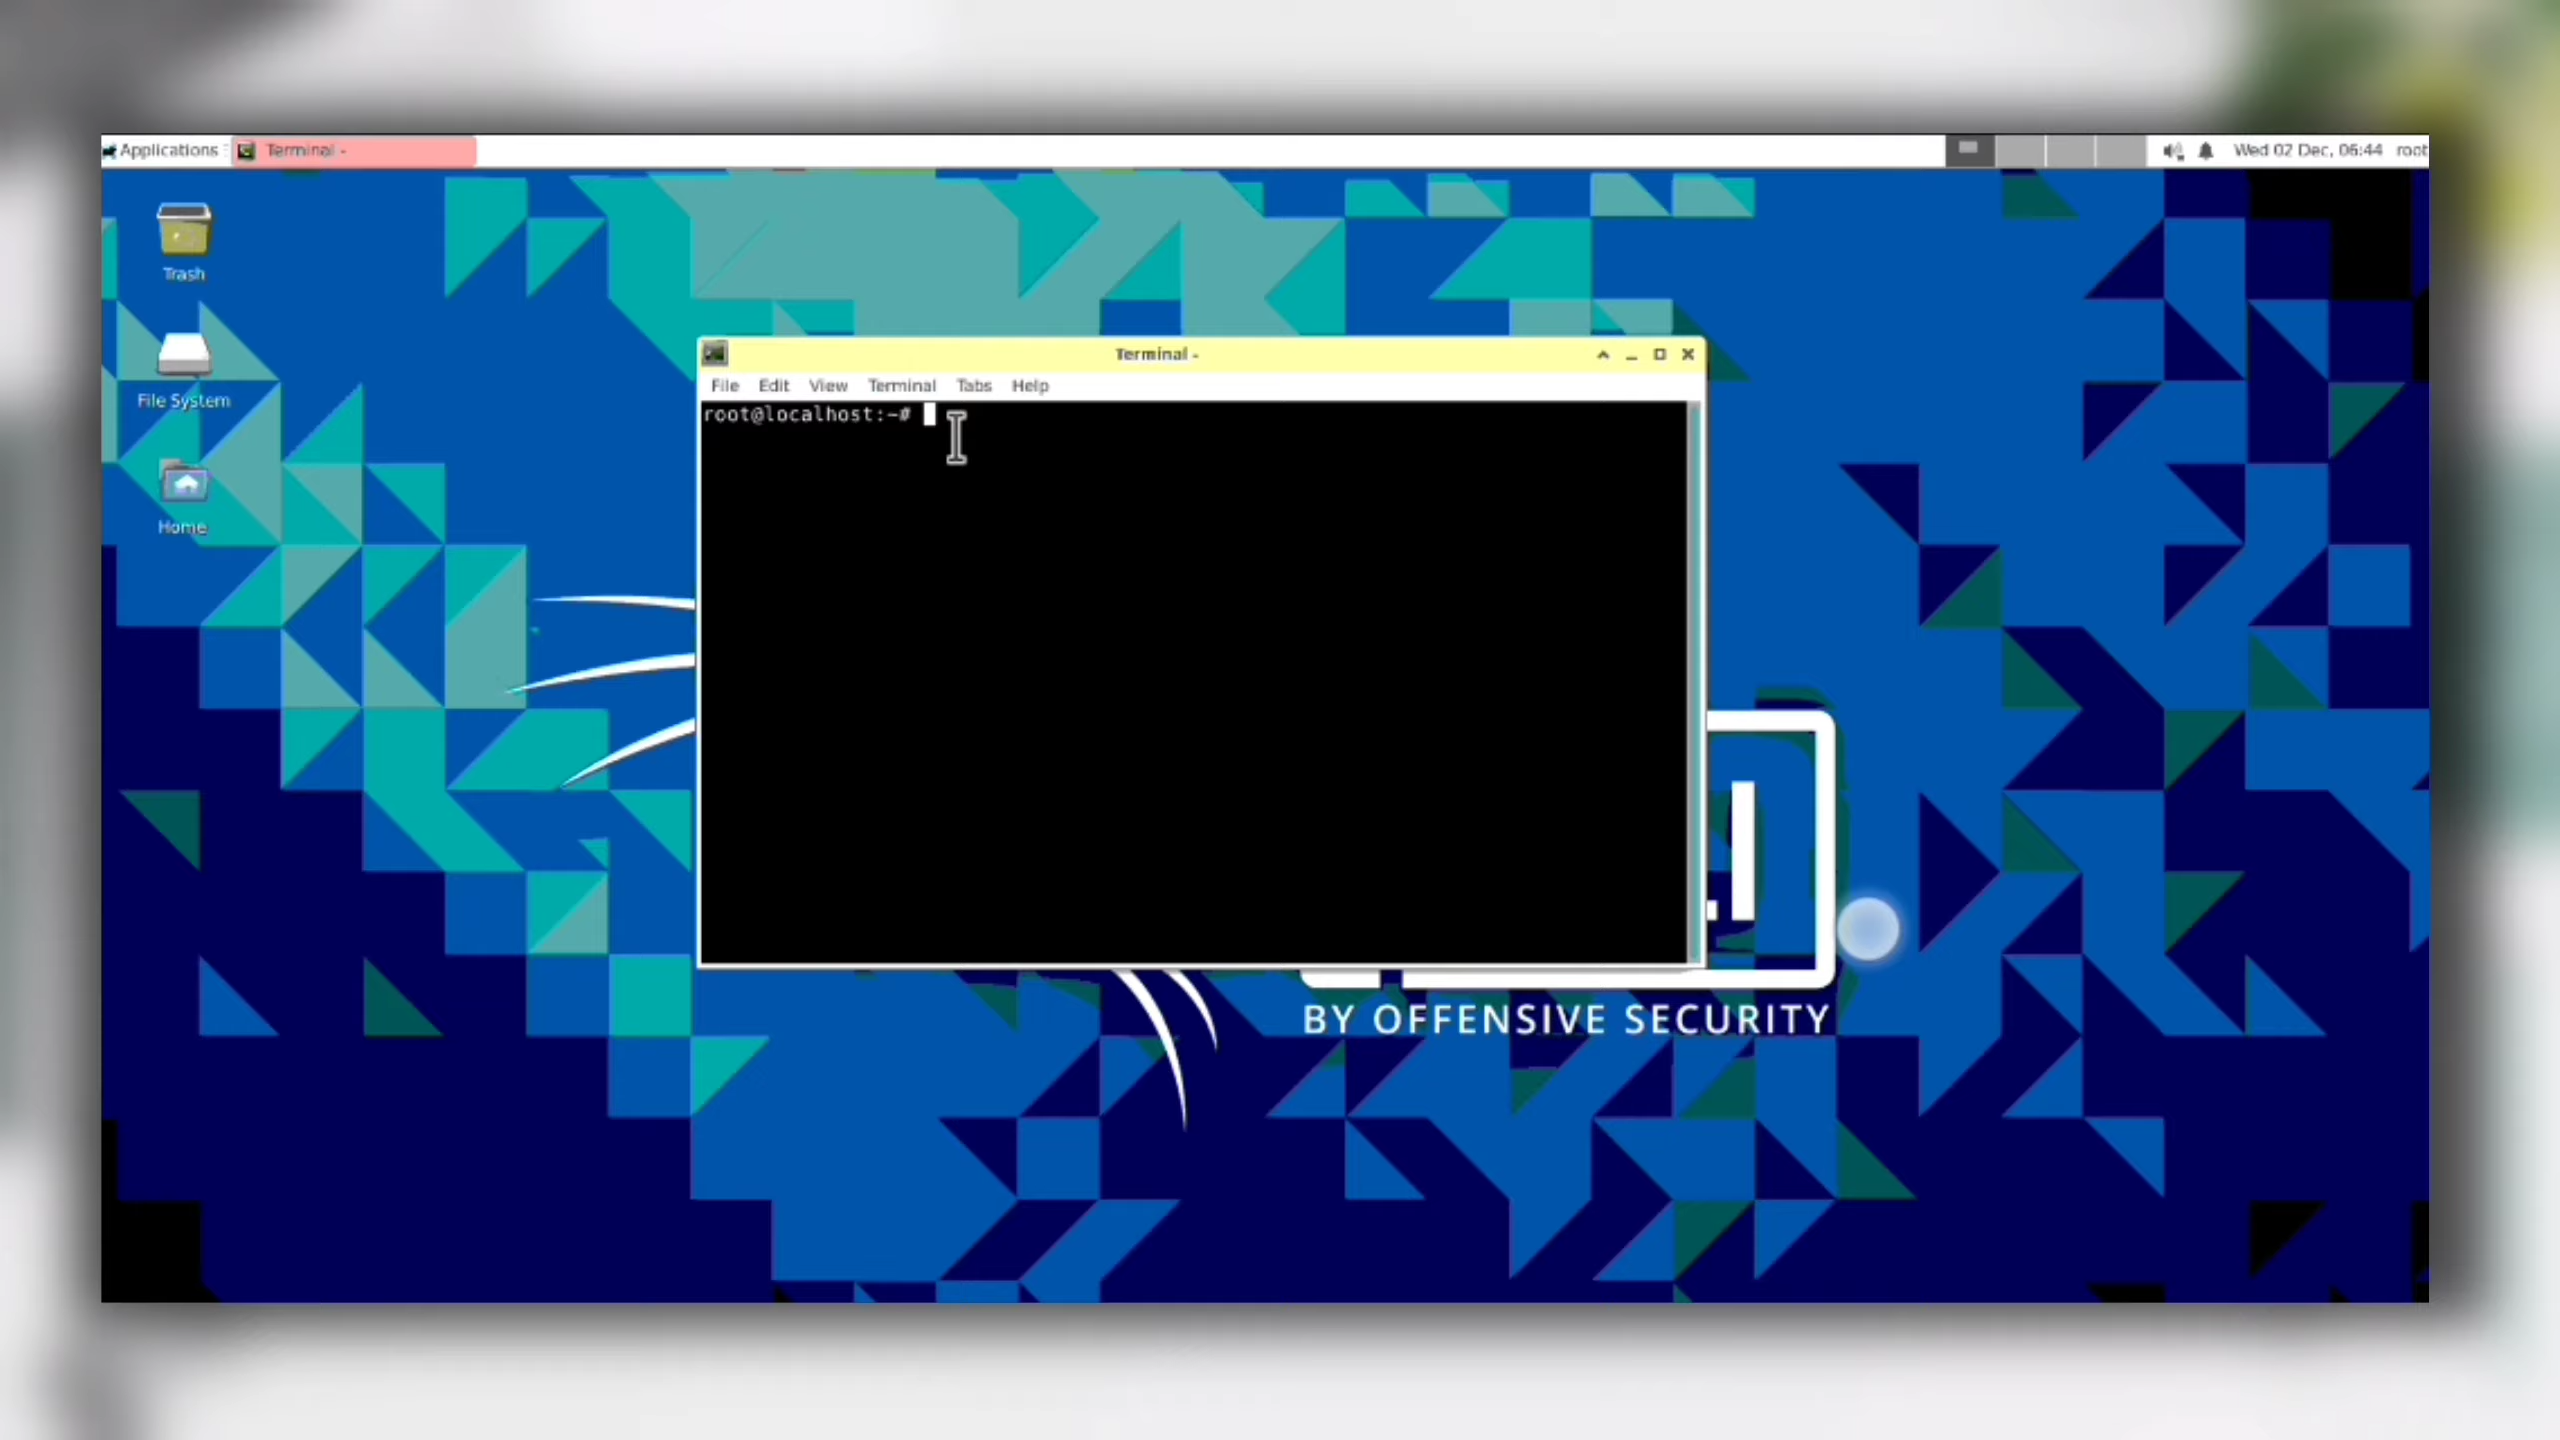 Applications
Terminal -
Wed 02 Dec, 06:44 root
Trash
File System
Home
Terminal -
File Edit View Terminal Tabs Help
root@localhost:~#
BY OFFENSIVE SECURITY